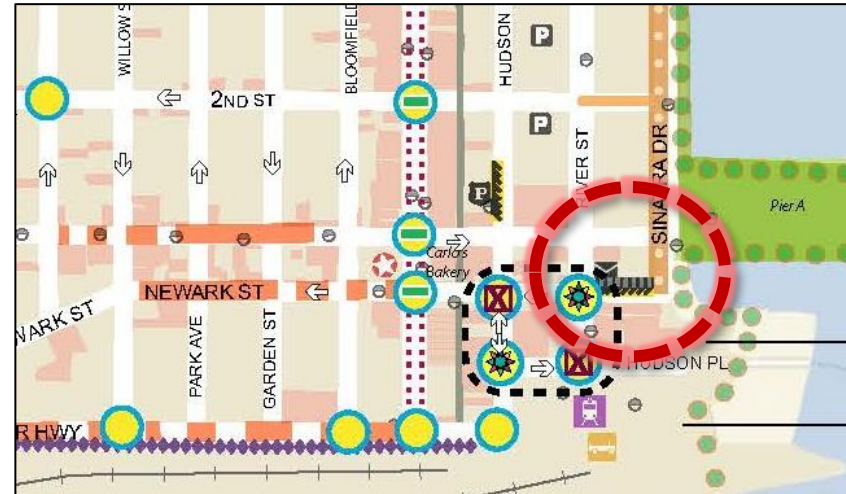 WILLOW S
BLOOMFIELD
HUDSON
P
2ND ST
P
RIVER ST
SINATRA DR
P
Pier A
Carlo's
Bakery
NEWARK ST
WARK ST
PARK AVE
GARDEN ST
HUDSON PL
R HWY